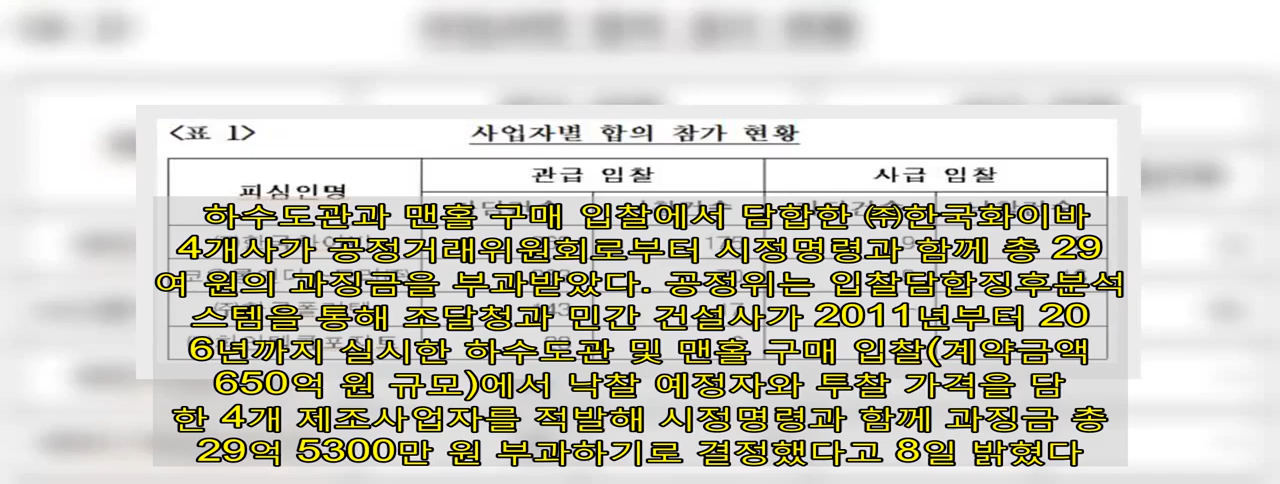 <표 1> 사업자별 합의 참가 현황
피심인명 관급 입찰 사급 입찰
하수도관과 맨홀 구매 입찰에서 담합한 ㈜한국화이바
4개사가 공정거래위원회로부터 시정명령과 함께 총 29
여 원의 과징금을 부과받았다. 공정위는 입찰담합징후분석
스템을 통해 조달청과 민간 건설사가 2011년부터 20
6년까지 실시한 하수도관 및 맨홀 구매 입찰(계약금액
650억 원 규모)에서 낙찰 예정자와 투찰 가격을 담
한 4개 제조사업자를 적발해 시정명령과 함께 과징금 총
29억 5300만 원 부과하기로 결정했다고 8일 밝혔다